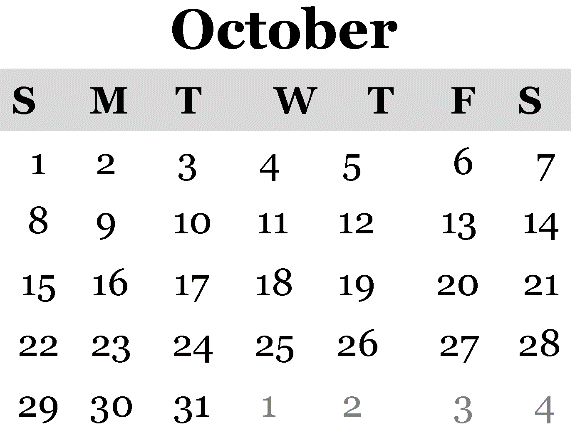 October
S M T W T F S
1 2 3 4 5 6 7
8 9 10 11 12 13 14
15 16 17 18 19 20 21
22 23 24 25 26 27 28
29 30 31 1 2 3 4